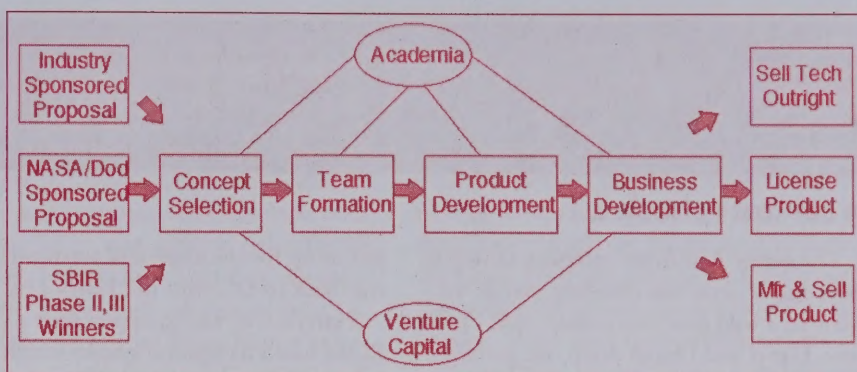 Industry
Sponsored
Proposal
Academia
Sell Tech
Outright
NASA/Dod
Sponsored
Proposal
Concept
Selection
Team
Formation
Product
Development
Business
Development
License
Product
SBIR
Phase II,III
Winners
Venture
Capital
Mfr & Sell
Product